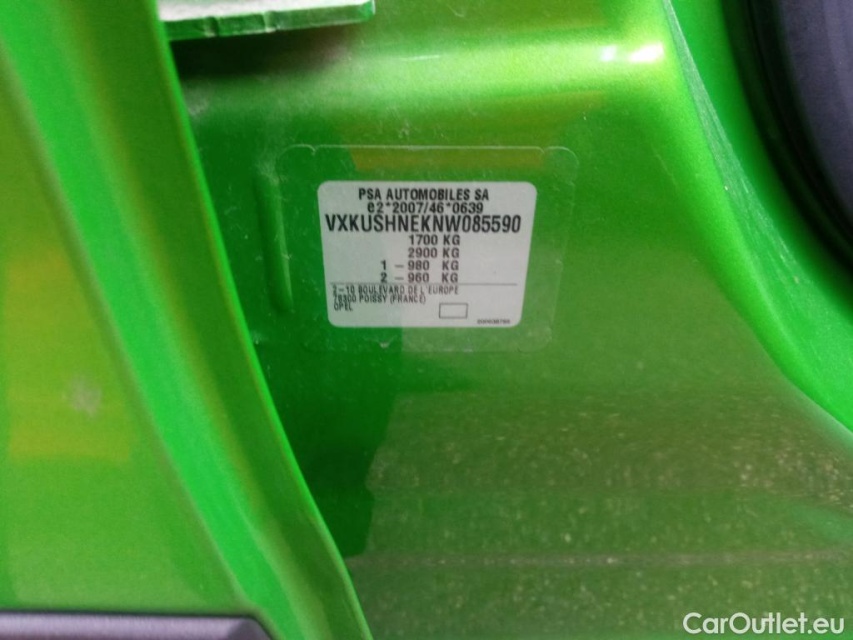 PSA AUTOMOBILES SA
e2*2007/46*0639
VXKUSHNEKNW085590
1700 KG
2900 KG
1 - 980 KG
2 - 960 KG
2-10 BOULEVARD DE L'EUROPE
78300 POISSY (FRANCE)
OPEL
CarOutlet.eu